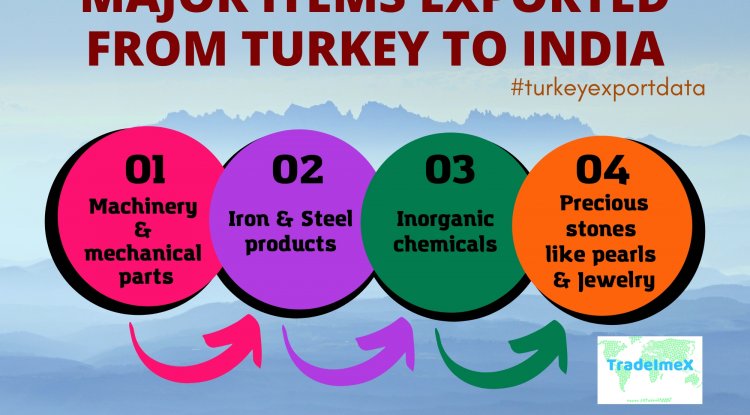 MAJOR ITEMS EXPORTED
FROM TURKEY TO INDIA
#turkeyexportdata
01
Machinery
&
mechanical
parts
02
Iron & Steel
products
03
Inorganic
chemicals
04
Precious
stones
like pearls
& Jewelry
TradeImeX